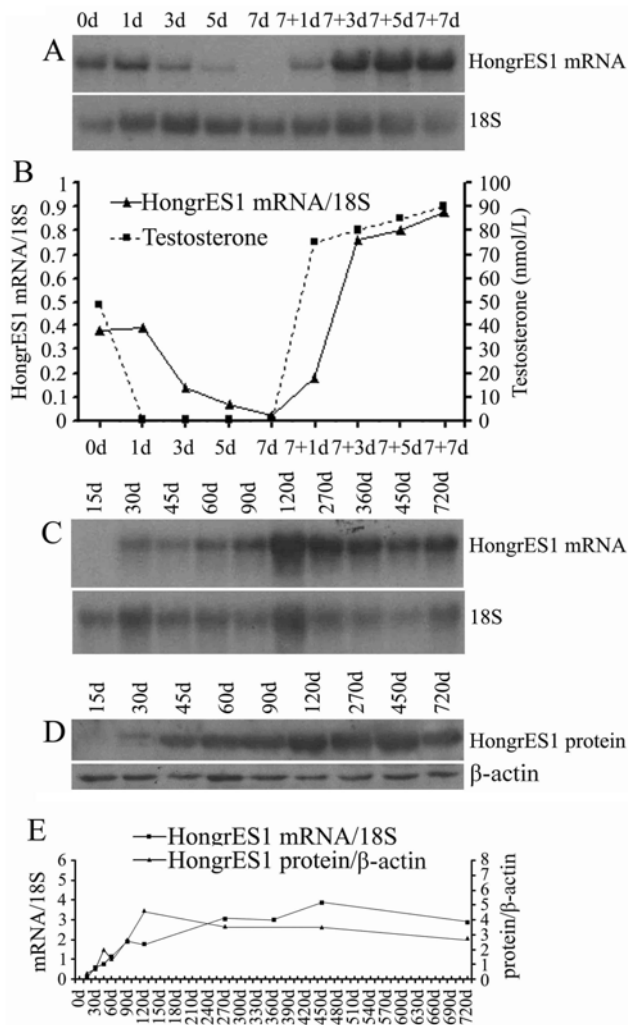 0d 1d 3d 5d 7d 7+1d 7+3d 7+5d 7+7d
A
HongrES1 mRNA
18S
B
HongrES1 mRNA/18S
Testosterone
HongrES1 mRNA/18S
1
0.9
0.8
0.7
0.6
0.5
0.4
0.3
0.2
0.1
0
100
90
80
70
60
50
40
30
20
10
0
Testosterone (nmol/L)
0d 1d 3d 5d 7d 7+1d 7+3d 7+5d 7+7d
15d 30d 45d 60d 90d 120d 270d 360d 450d 720d
C
HongrES1 mRNA
18S
15d 30d 45d 60d 90d 120d 270d 450d 720d
D
HongrES1 protein
β-actin
E
HongrES1 mRNA/18S
HongrES1 protein/β-actin
mRNA/18S
6
5
4
3
2
1
0
8
7
6
5
4
3
2
1
0
protein/β-actin
0d 30d 60d 90d 120d 150d 180d 210d 240d 270d 300d 330d 360d 390d 420d 450d 480d 510d 540d 570d 600d 630d 660d 690d 720d